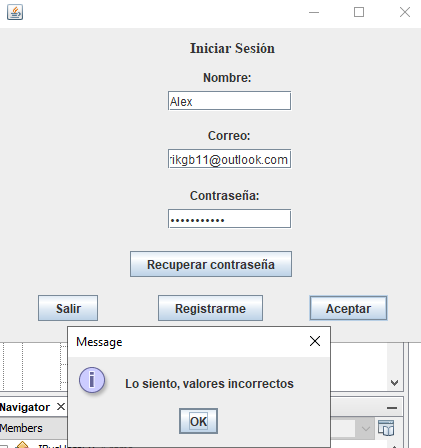 Iniciar Sesión
Nombre:
Alex
Correo:
rikgb11@outlook.com
Contraseña:
•••••••••••
Recuperar contraseña
Salir
Registrarme
Aceptar
Message
Lo siento, valores incorrectos
OK
Navigator
Members